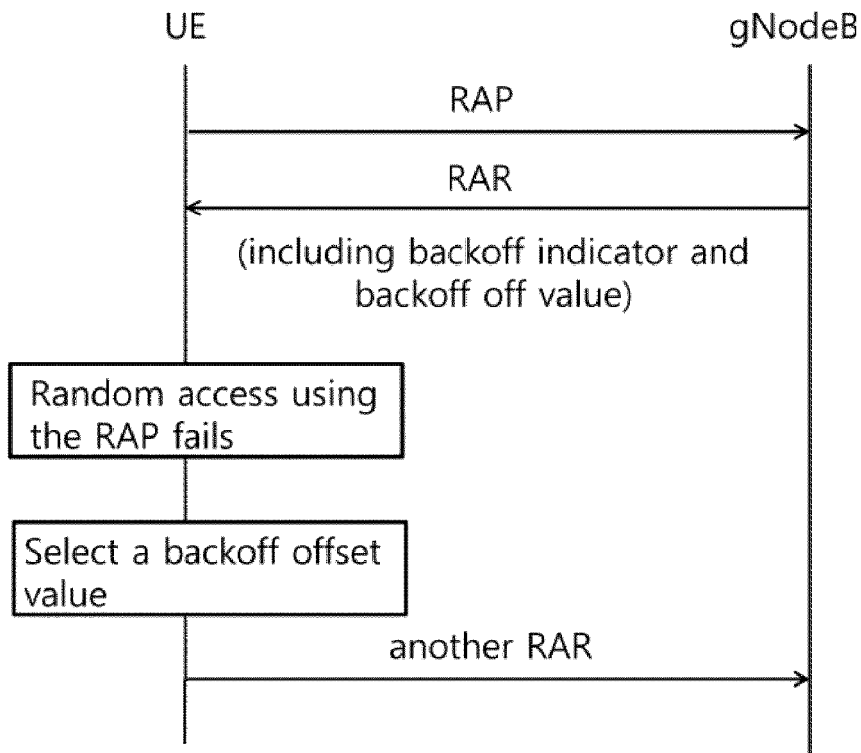 UE
gNodeB
RAP
RAR
(including backoff indicator and
backoff off value)
Random access using
the RAP fails
Select a backoff offset
value
another RAR